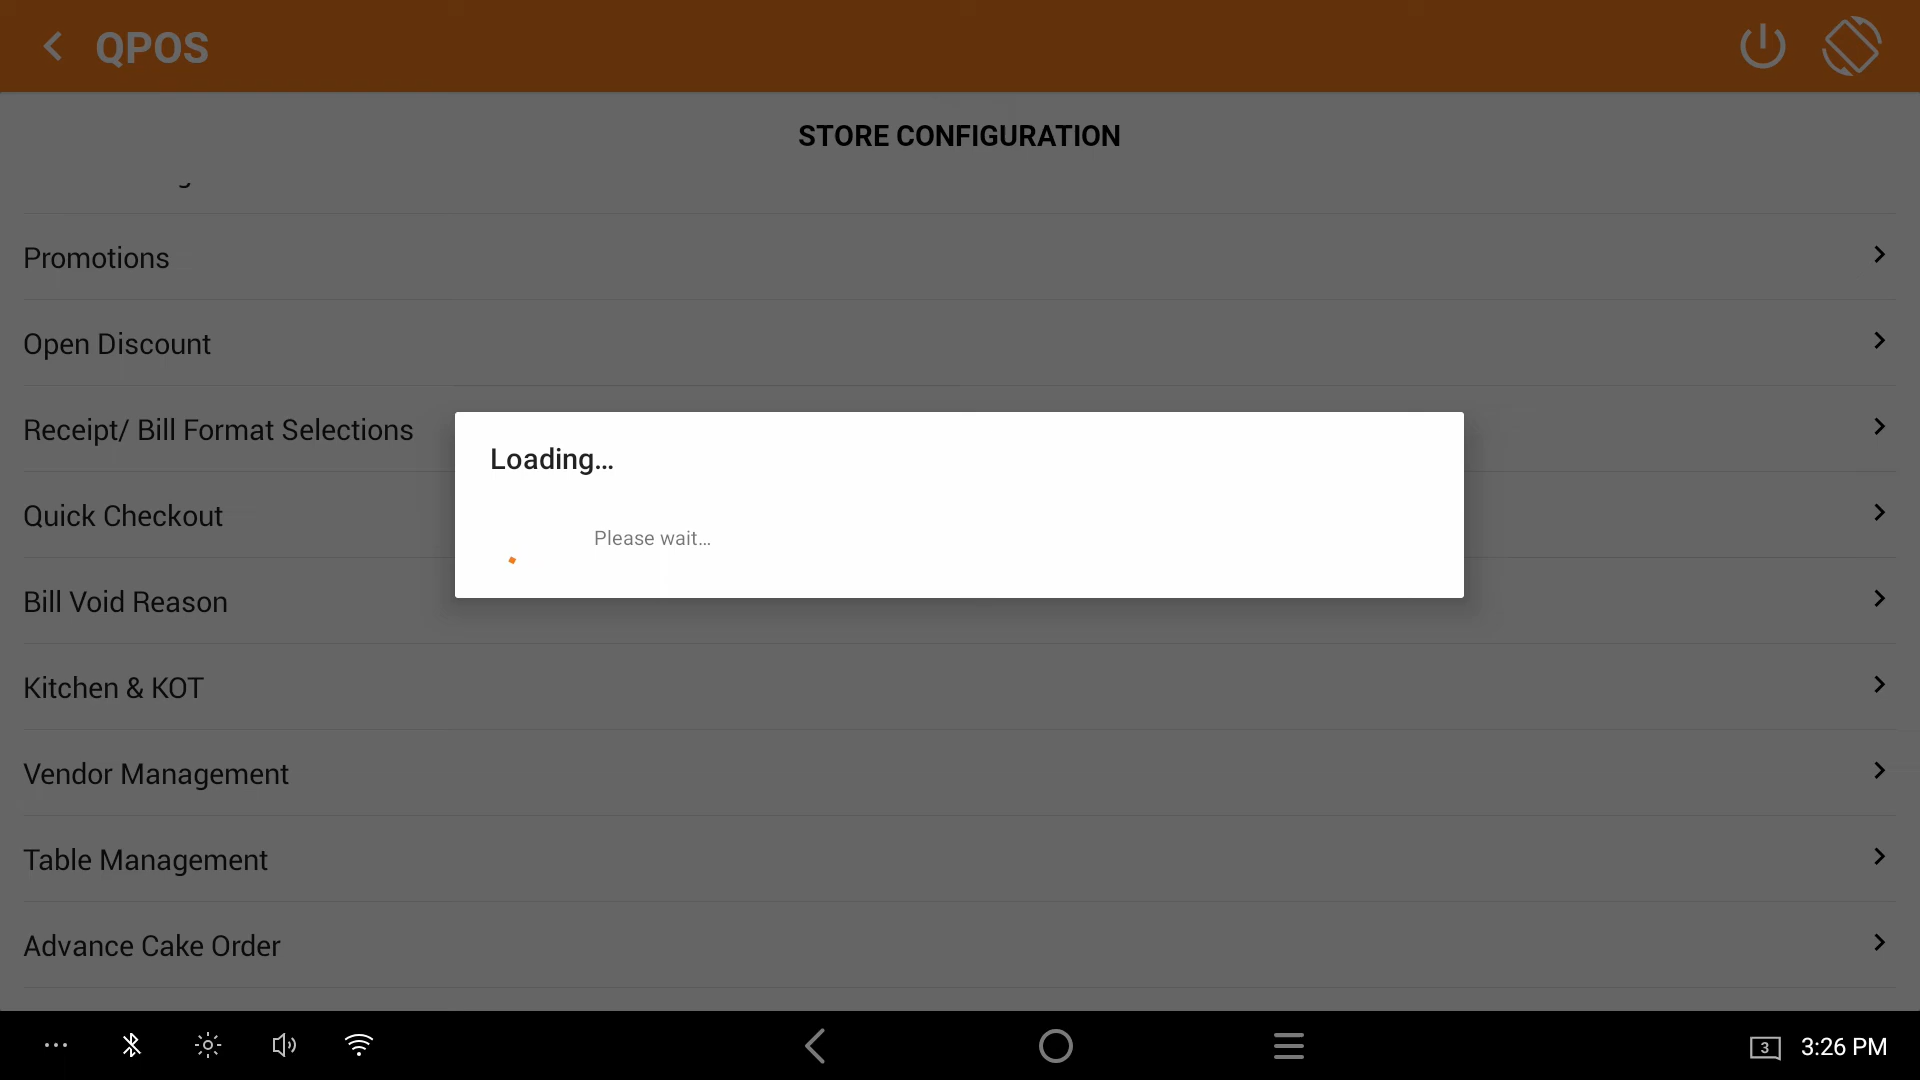 QPOS
STORE CONFIGURATION
Promotions
Open Discount
Receipt/ Bill Format Selections
Quick Checkout
Bill Void Reason
Kitchen & KOT
Vendor Management
Table Management
Advance Cake Order
Loading...
Please wait...
3
3:26 PM